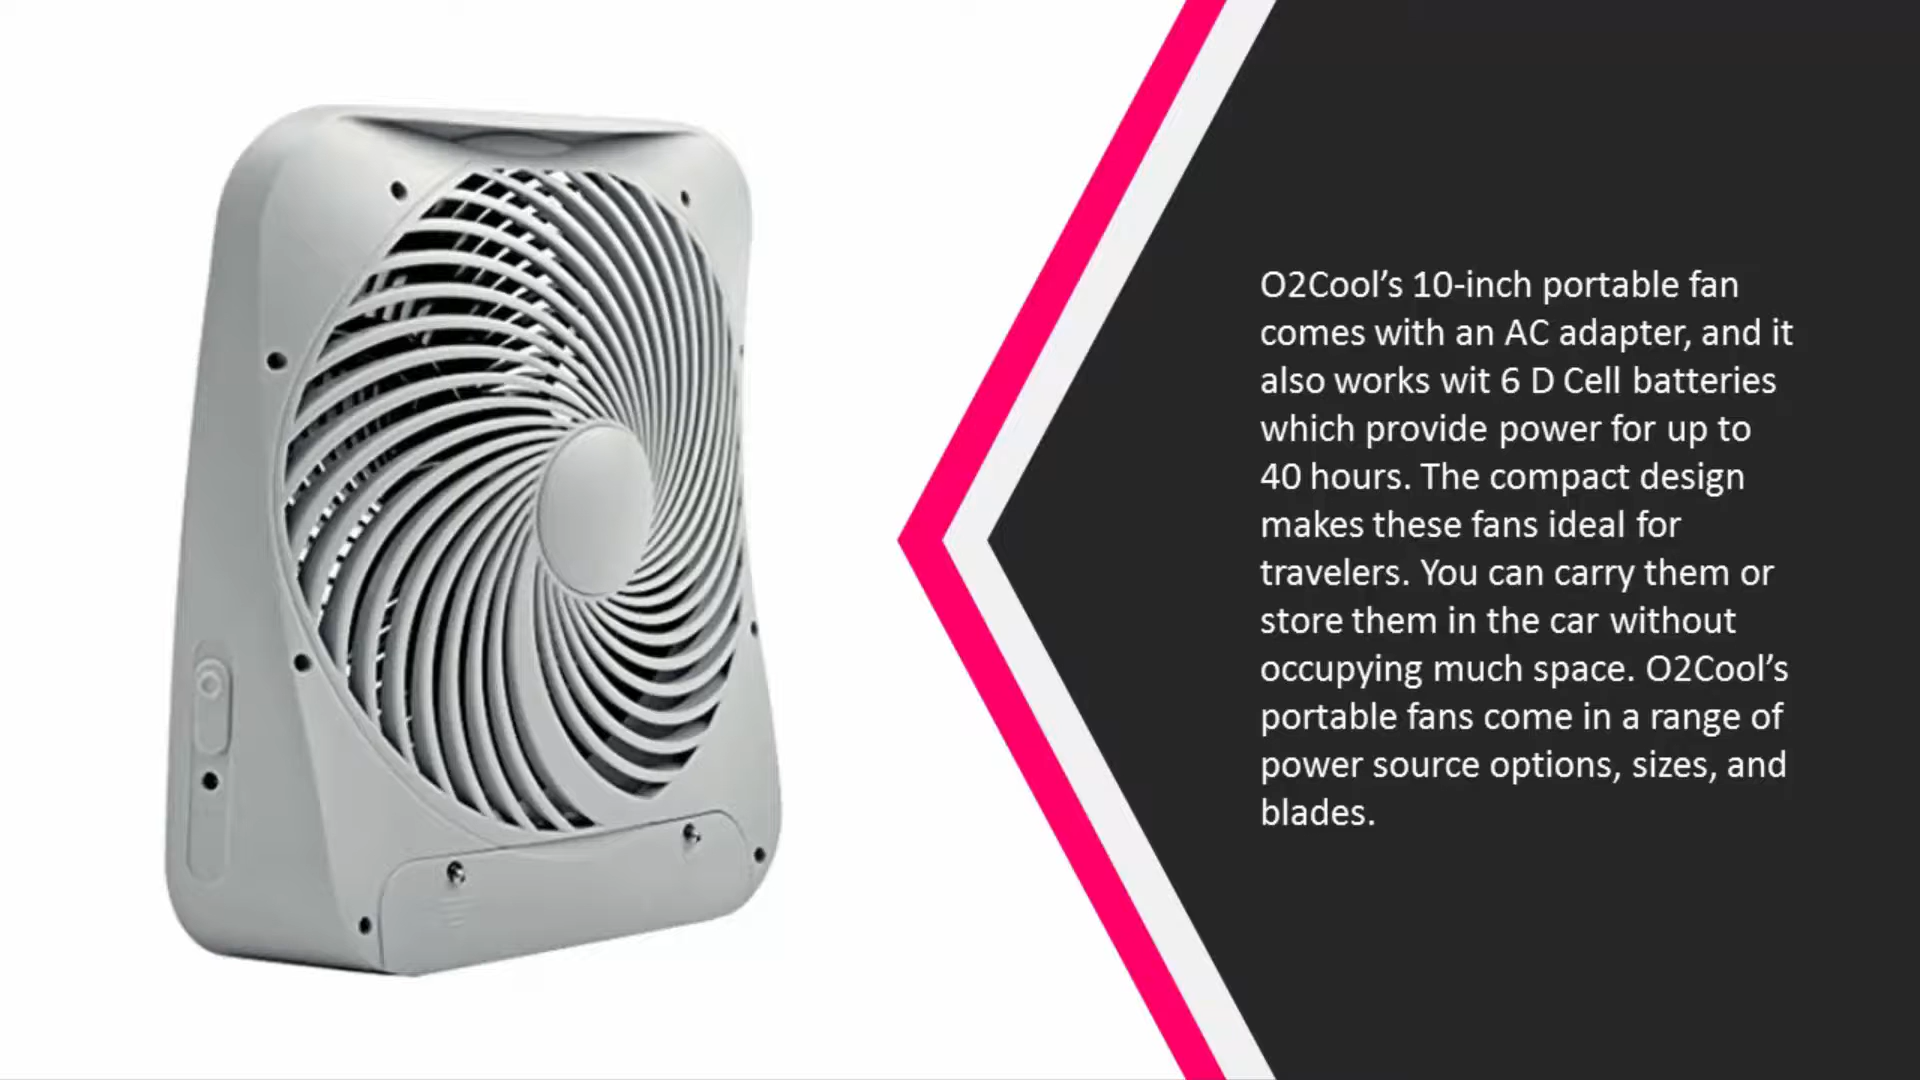 O2Cool’s 10-inch portable fan
comes with an AC adapter, and it
also works wit 6 D Cell batteries
which provide power for up to
40 hours. The compact design
makes these fans ideal for
travelers. You can carry them or
store them in the car without
occupying much space. O2Cool’s
portable fans come in a range of
power source options, sizes, and
blades.